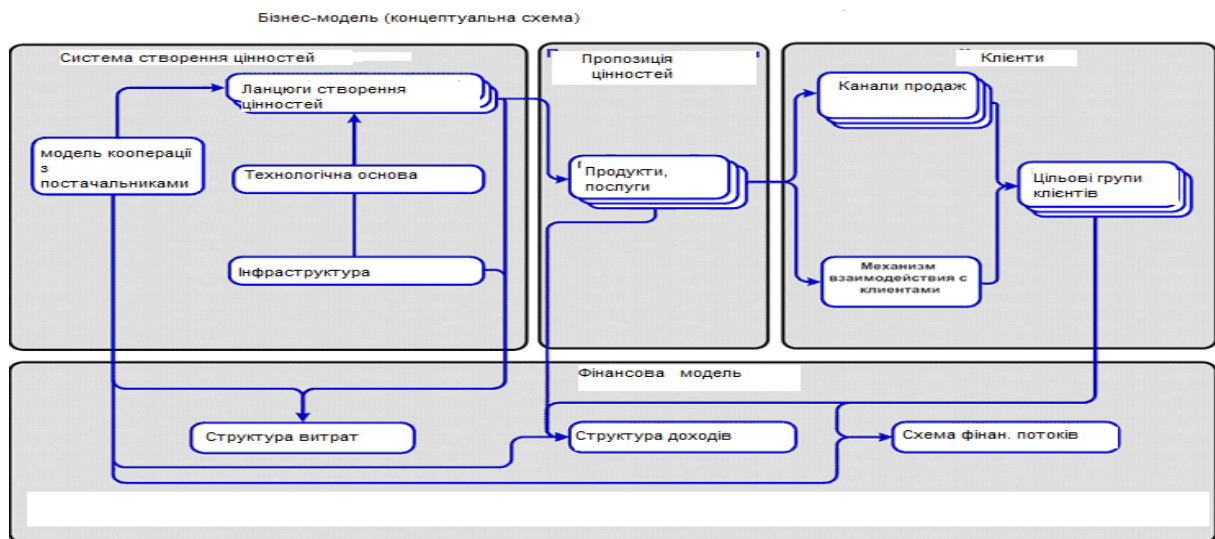 Бізнес-модель (концептуальна схема)
Система створення цінностей
Пропозиція
цінностей
Клієнти
Ланцюги створення
цінностей
Канали продаж
модель кооперації
з
постачальниками
Технологічна основа
Продукти,
послуги
Цільові групи
клієнтів
Інфраструктура
Механизм
взаимодействия с
клиентами
Фінансова модель
Структура витрат
Структура доходів
Схема фінан. потоків